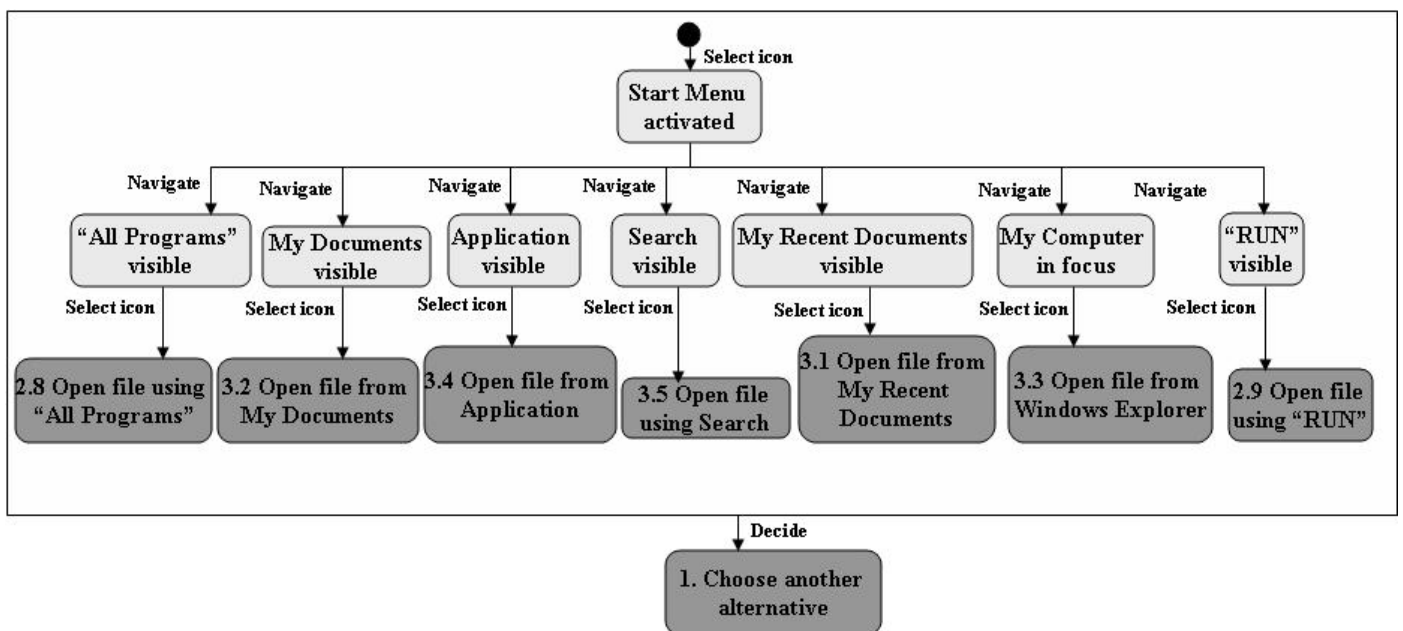 Select icon
Start Menu
activated
Navigate
Navigate
Navigate
Navigate
Navigate
Navigate
Navigate
“All Programs”
visible
My Documents
visible
Application
visible
Search
visible
My Recent Documents
visible
My Computer
in focus
“RUN”
visible
Select icon
Select icon
Select icon
Select icon
Select icon
Select icon
Select icon
2.8 Open file using
“All Programs”
3.2 Open file from
My Documents
3.4 Open file from
Application
3.5 Open file
using Search
3.1 Open file from
My Recent
Documents
3.3 Open file from
Windows Explorer
2.9 Open file
using “RUN”
Decide
1. Choose another
alternative